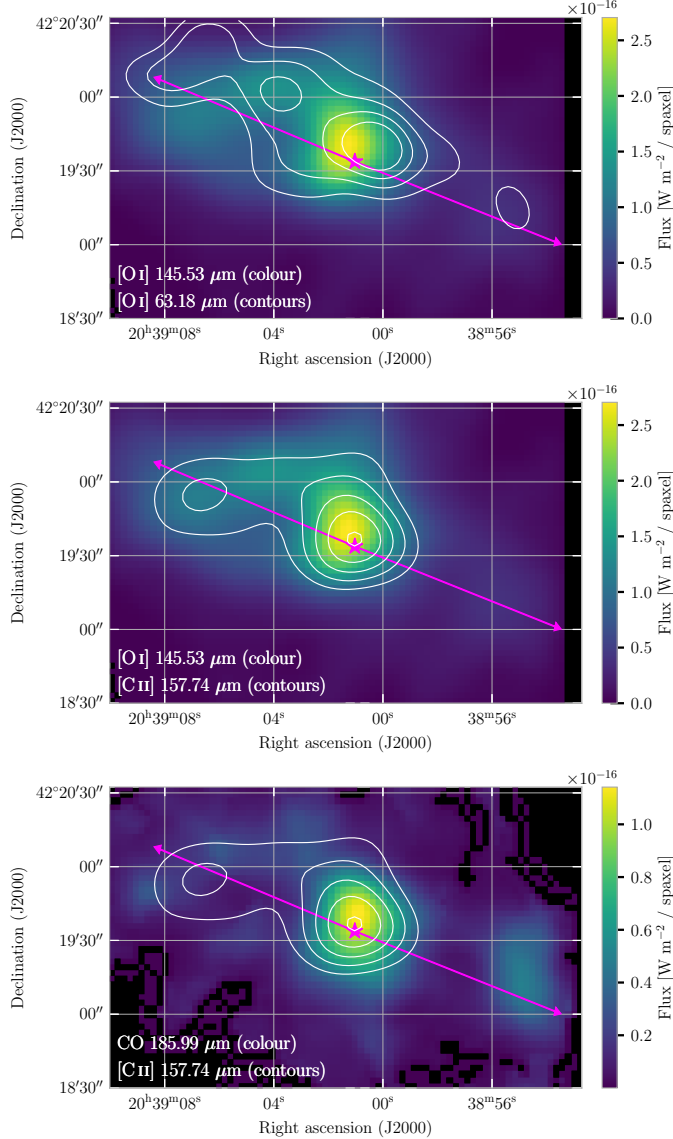 ×10⁻¹⁶
42°20′30″
00″
19′30″
00″
18′30″
Declination (J2000)
[O I] 145.53 μm (colour)
[O I] 63.18 μm (contours)
20ʰ39ᵐ08ˢ 04ˢ 00ˢ 38ᵐ56ˢ
Right ascension (J2000)
2.5
2.0
1.5
1.0
0.5
0.0
Flux [W m⁻² / spaxel]
×10⁻¹⁶
42°20′30″
00″
19′30″
00″
18′30″
Declination (J2000)
[O I] 145.53 μm (colour)
[C II] 157.74 μm (contours)
20ʰ39ᵐ08ˢ 04ˢ 00ˢ 38ᵐ56ˢ
Right ascension (J2000)
2.5
2.0
1.5
1.0
0.5
0.0
Flux [W m⁻² / spaxel]
×10⁻¹⁶
42°20′30″
00″
19′30″
00″
18′30″
Declination (J2000)
CO 185.99 μm (colour)
[C II] 157.74 μm (contours)
20ʰ39ᵐ08ˢ 04ˢ 00ˢ 38ᵐ56ˢ
Right ascension (J2000)
1.0
0.8
0.6
0.4
0.2
Flux [W m⁻² / spaxel]